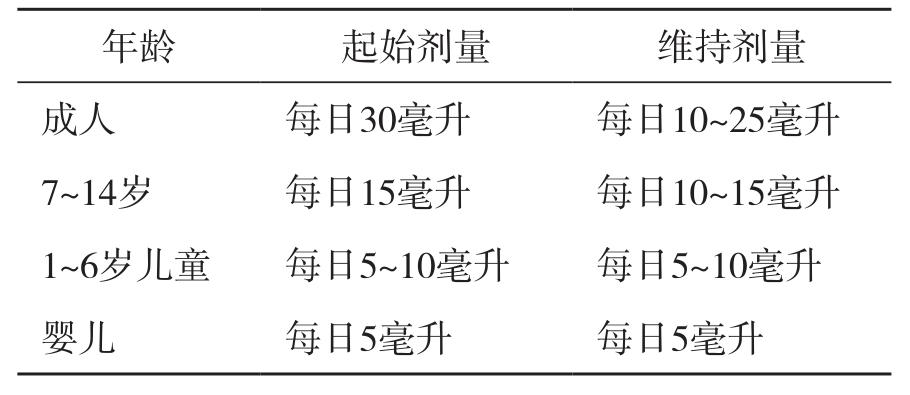 年龄 起始剂量 维持剂量
成人 每日30毫升 每日10~25毫升
7~14岁 每日15毫升 每日10~15毫升
1~6岁儿童 每日5~10毫升 每日5~10毫升
婴儿 每日5毫升 每日5毫升